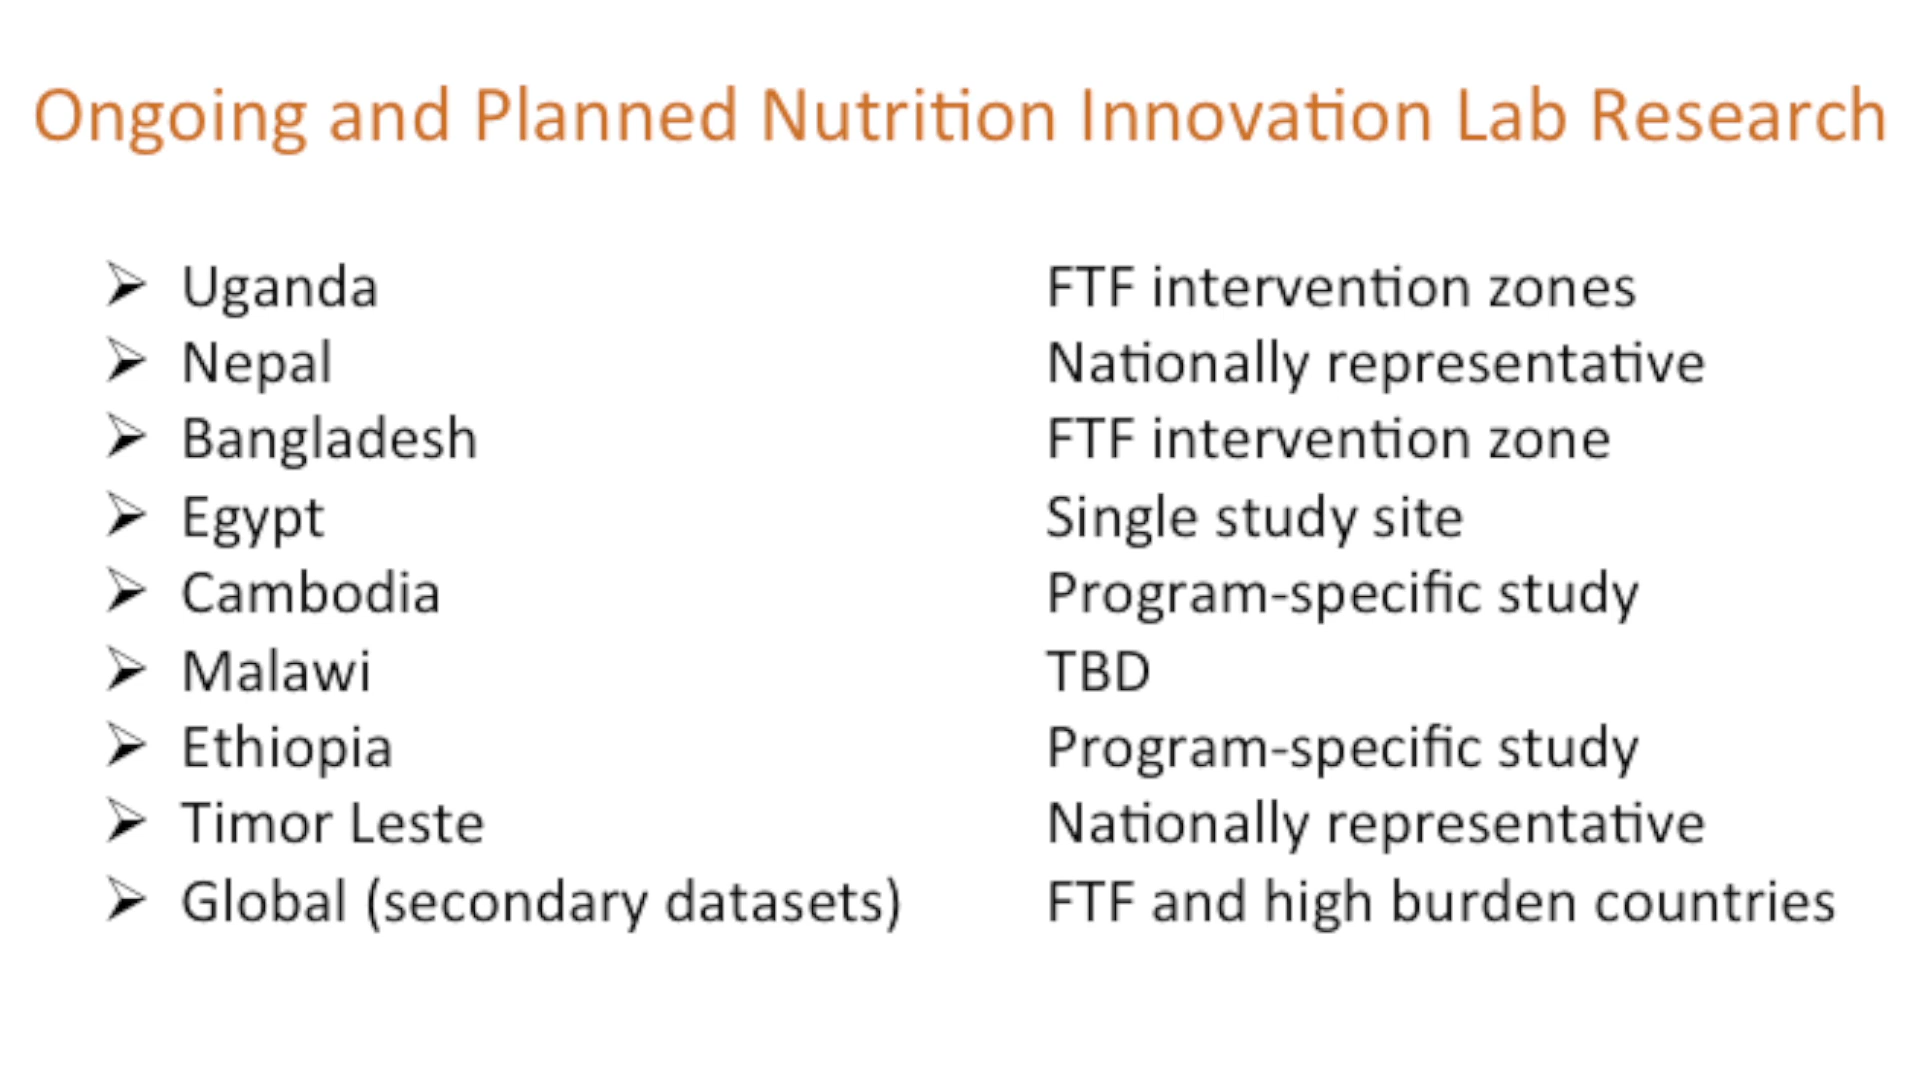 Ongoing and Planned Nutrition Innovation Lab Research
Uganda FTF intervention zones
Nepal Nationally representative
Bangladesh FTF intervention zone
Egypt Single study site
Cambodia Program-specific study
Malawi TBD
Ethiopia Program-specific study
Timor Leste Nationally representative
Global (secondary datasets) FTF and high burden countries